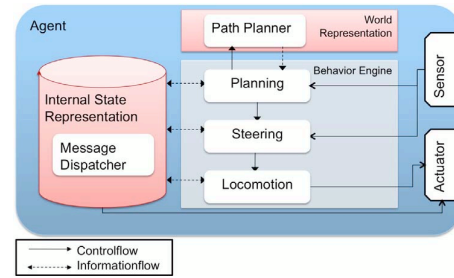 Agent
Path Planner
World
Representation
Internal State
Representation
Message
Dispatcher
Behavior Engine
Planning
Steering
Locomotion
Sensor
Actuator
Controlflow
Informationflow